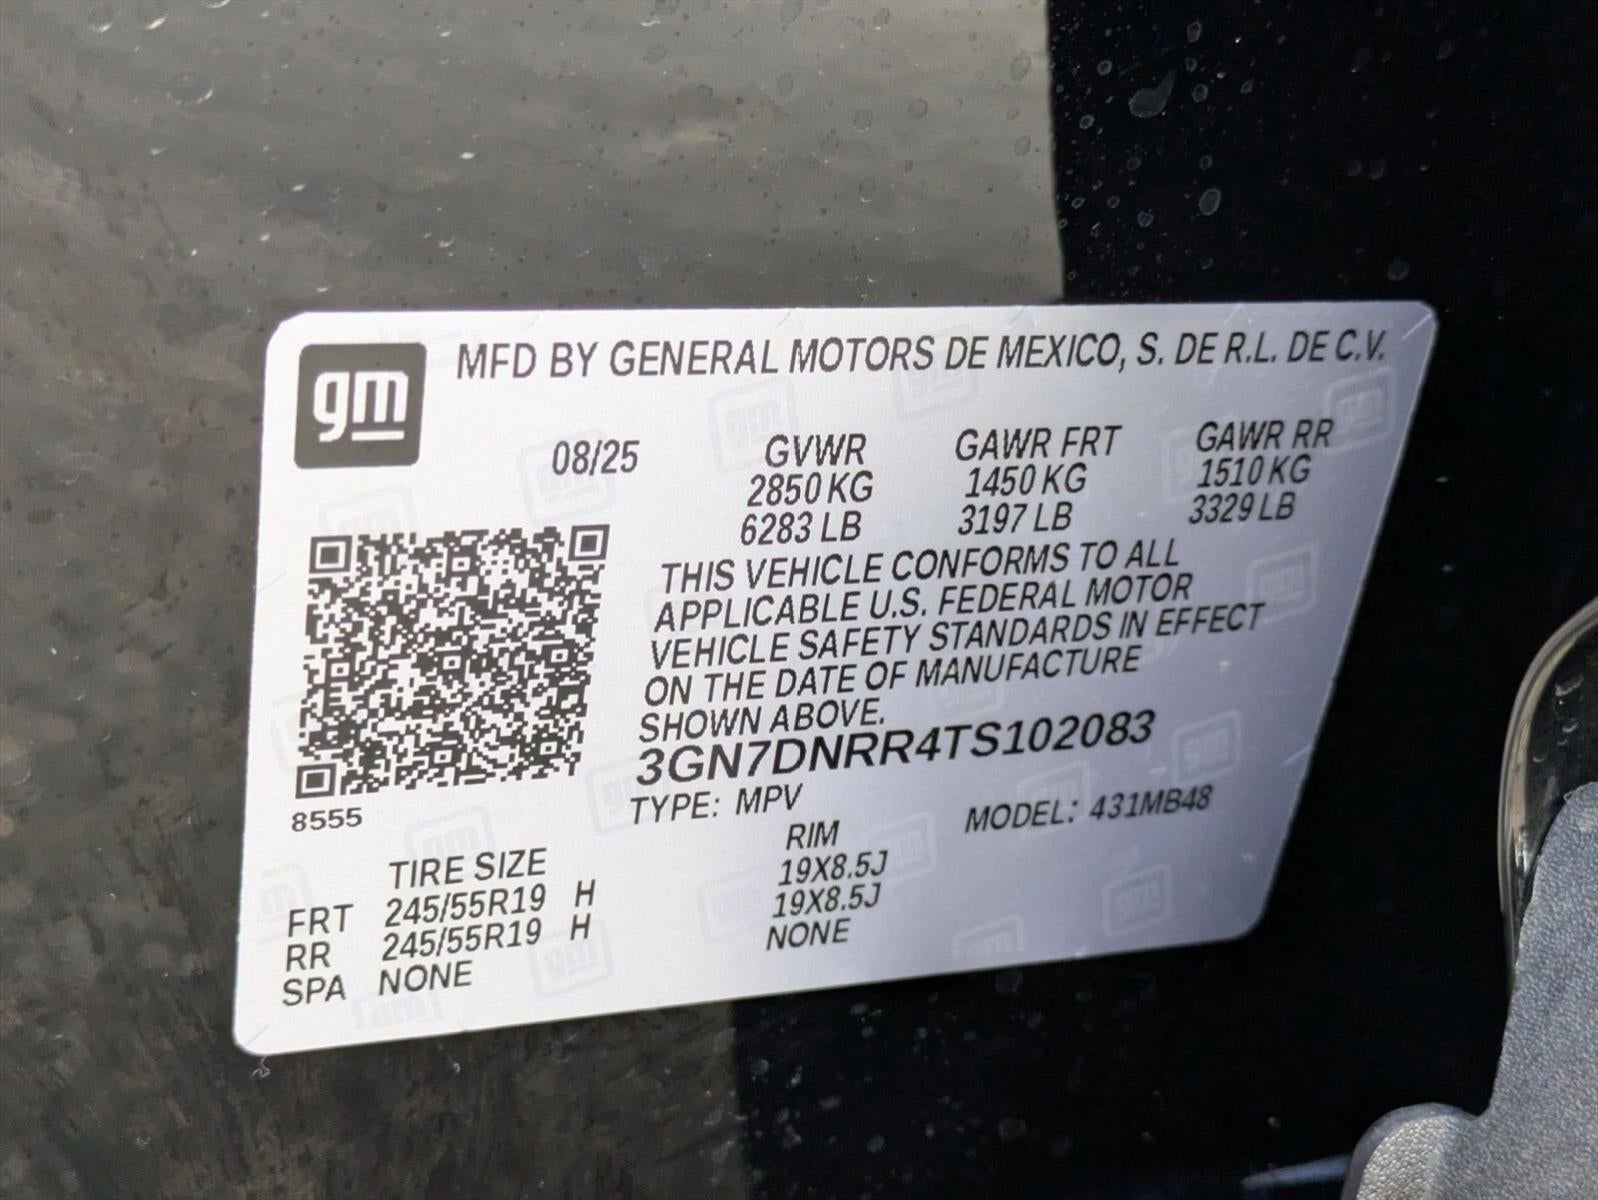 gm MFD BY GENERAL MOTORS DE MEXICO, S. DE R.L. DE C.V.
08/25 GVWR GAWR FRT GAWR RR
2850 KG 1450 KG 1510 KG
6283 LB 3197 LB 3329 LB
THIS VEHICLE CONFORMS TO ALL
APPLICABLE U.S. FEDERAL MOTOR
VEHICLE SAFETY STANDARDS IN EFFECT
ON THE DATE OF MANUFACTURE
SHOWN ABOVE.
3GN7DNRR4TS102083
8555 TYPE: MPV MODEL: 431MB48
TIRE SIZE RIM
FRT 245/55R19 H 19X8.5J
RR 245/55R19 H 19X8.5J
SPA NONE NONE